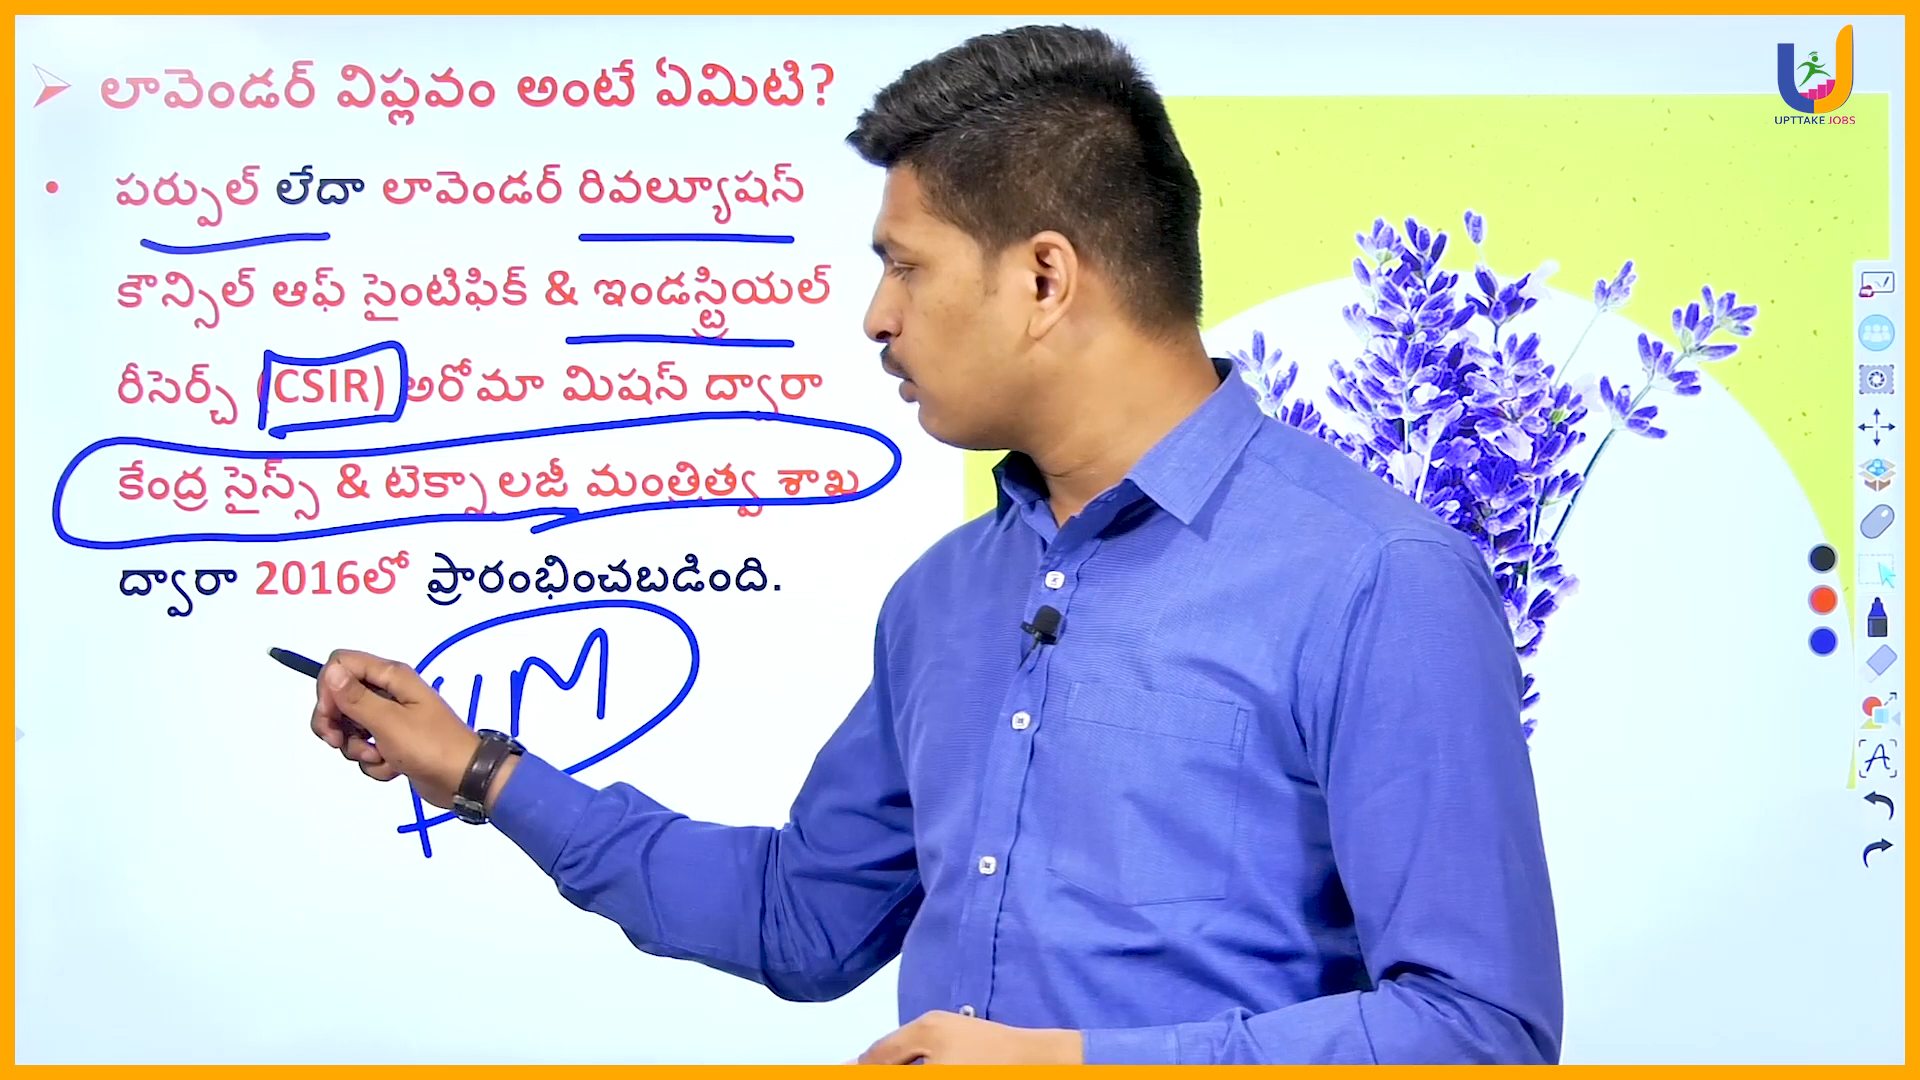 లావెండర్ విప్లవం అంటే ఏమిటి?
పర్పుల్ లేదా లావెండర్ రివల్యూషన్
కౌన్సిల్ ఆఫ్ సైంటిఫిక్ & ఇండస్ట్రియల్
రీసెర్చ్ (CSIR) అరోమా మిషన్ ద్వారా
కేంద్ర సైన్స్ & టెక్నాలజీ మంత్రిత్వ శాఖ
ద్వారా 2016లో ప్రారంభించబడింది.
UPTTAKE JOBS
A